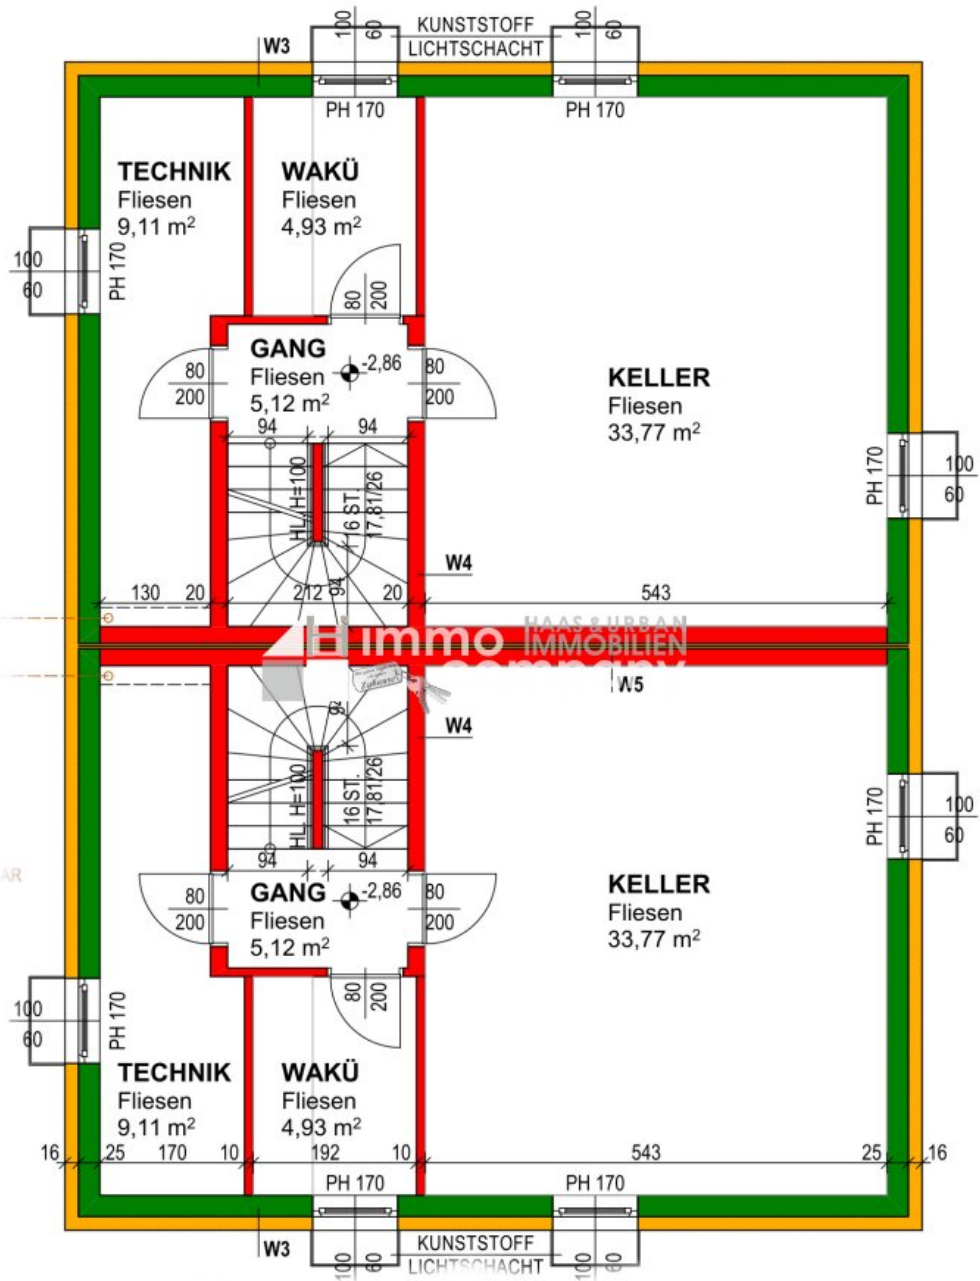 100
60
KUNSTSTOFF
LICHTSCHACHT
100
60
W3
PH 170
PH 170
TECHNIK
Fliesen
9,11 m²
WAKÜ
Fliesen
4,93 m²
100
60
PH 170
80
200
GANG
Fliesen
5,12 m²
-2,86
80
200
80
200
KELLER
Fliesen
33,77 m²
94
94
HL. H=100
16 ST.
17,81/26
PH 170
100
60
W4
130
20
212
94
20
543
immo
company
HAAS & URBAN
IMMOBILIEN
Zuhause
W5
94
W4
HL. H=100
16 ST.
17,81/26
PH 170
100
60
94
94
AR
80
200
GANG
Fliesen
5,12 m²
-2,86
80
200
KELLER
Fliesen
33,77 m²
80
200
100
60
PH 170
TECHNIK
Fliesen
9,11 m²
WAKÜ
Fliesen
4,93 m²
16
25
170
10
192
10
543
25
16
PH 170
PH 170
W3
100
60
KUNSTSTOFF
LICHTSCHACHT
100
60